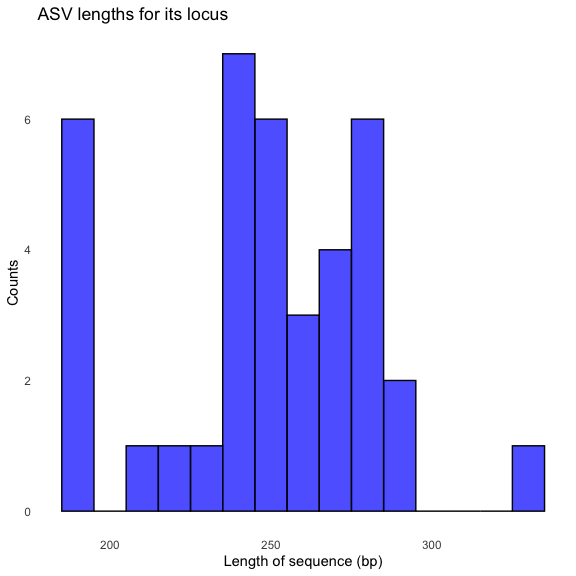 ASV lengths for its locus
6
4
2
0
Counts
200 250 300
Length of sequence (bp)